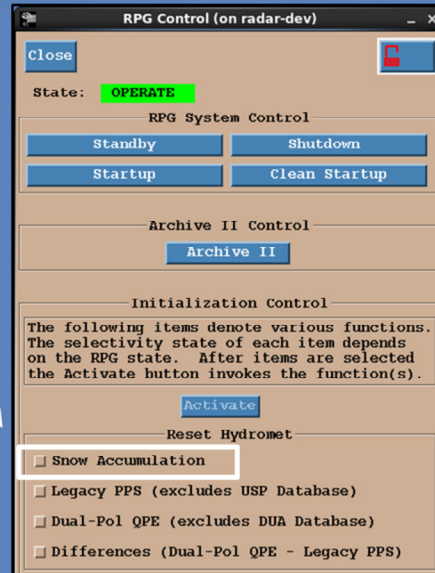 RPG Control (on radar-dev)
Close
State: OPERATE
RPG System Control
Standby Shutdown
Startup Clean Startup
Archive II Control
Archive II
Initialization Control
The following items denote various functions.
The selectivity state of each item depends
on the RPG state. After items are selected
the Activate button invokes the function(s).
Activate
Reset Hydromet
Snow Accumulation
Legacy PPS (excludes USP Database)
Dual-Pol QPE (excludes DUA Database)
Differences (Dual-Pol QPE - Legacy PPS)